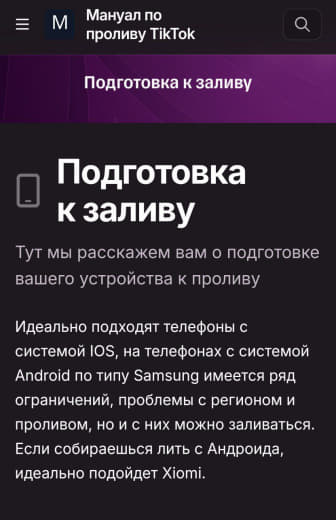 M
Мануал по
проливу TikTok
Подготовка к заливу
Подготовка
к заливу
Тут мы расскажем вам о подготовке
вашего устройства к проливу
Идеально подходят телефоны с
системой IOS, на телефонах с системой
Android по типу Samsung имеется ряд
ограничений, проблемы с регионом и
проливом, но и с них можно заливаться.
Если собираешься лить с Андроида,
идеально подойдет Xiomi.